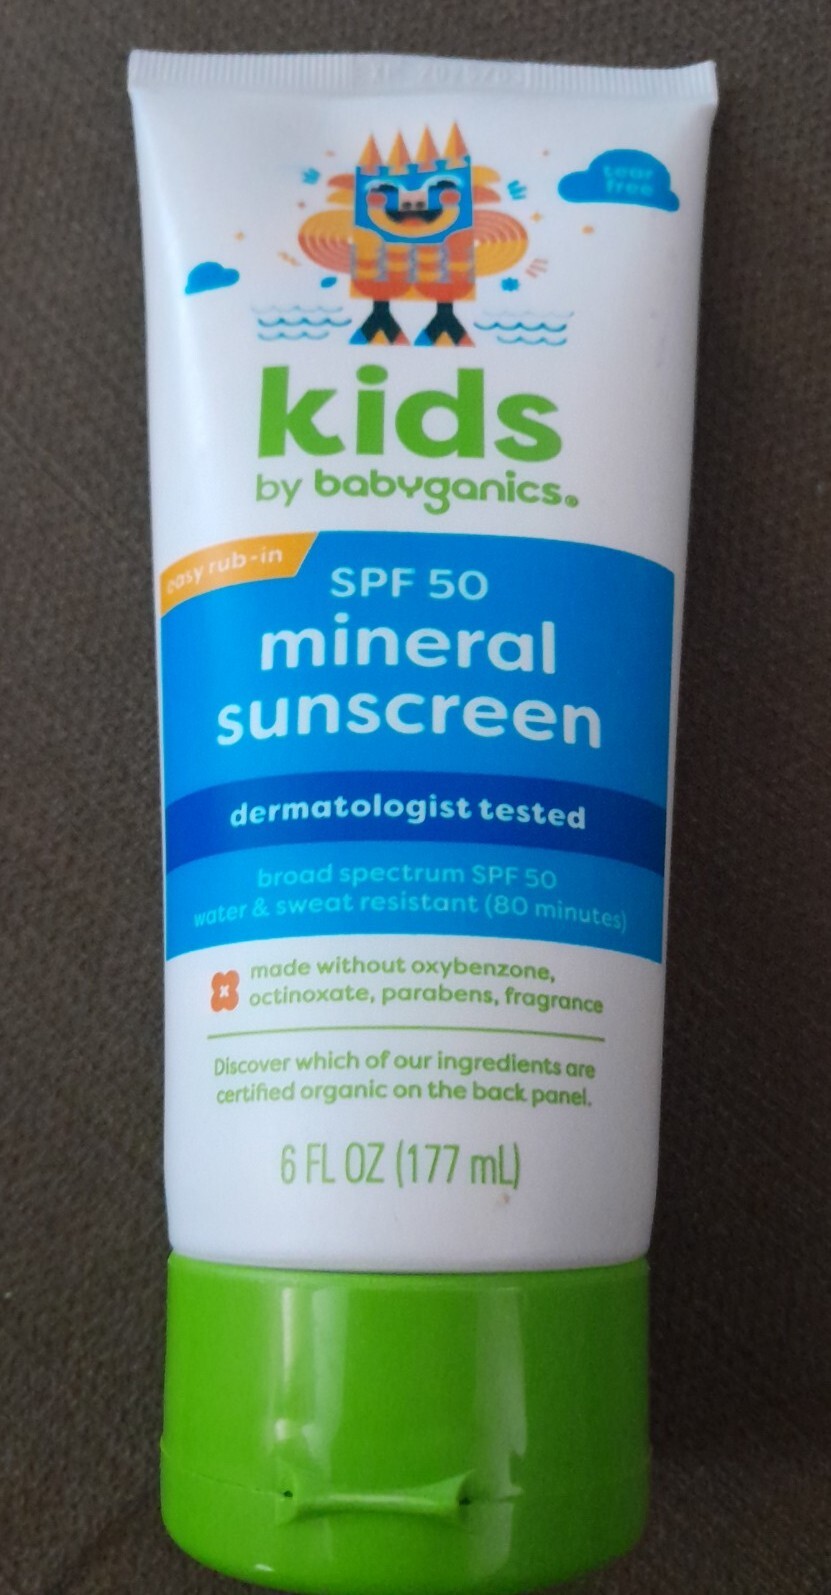 tear
free
kids
by babyganics®
easy rub-in
SPF 50
mineral
sunscreen
dermatologist tested
broad spectrum SPF 50
water & sweat resistant (80 minutes)
x made without oxybenzone,
octinoxate, parabens, fragrance
Discover which of our ingredients are
certified organic on the back panel.
6 FL OZ (177 mL)